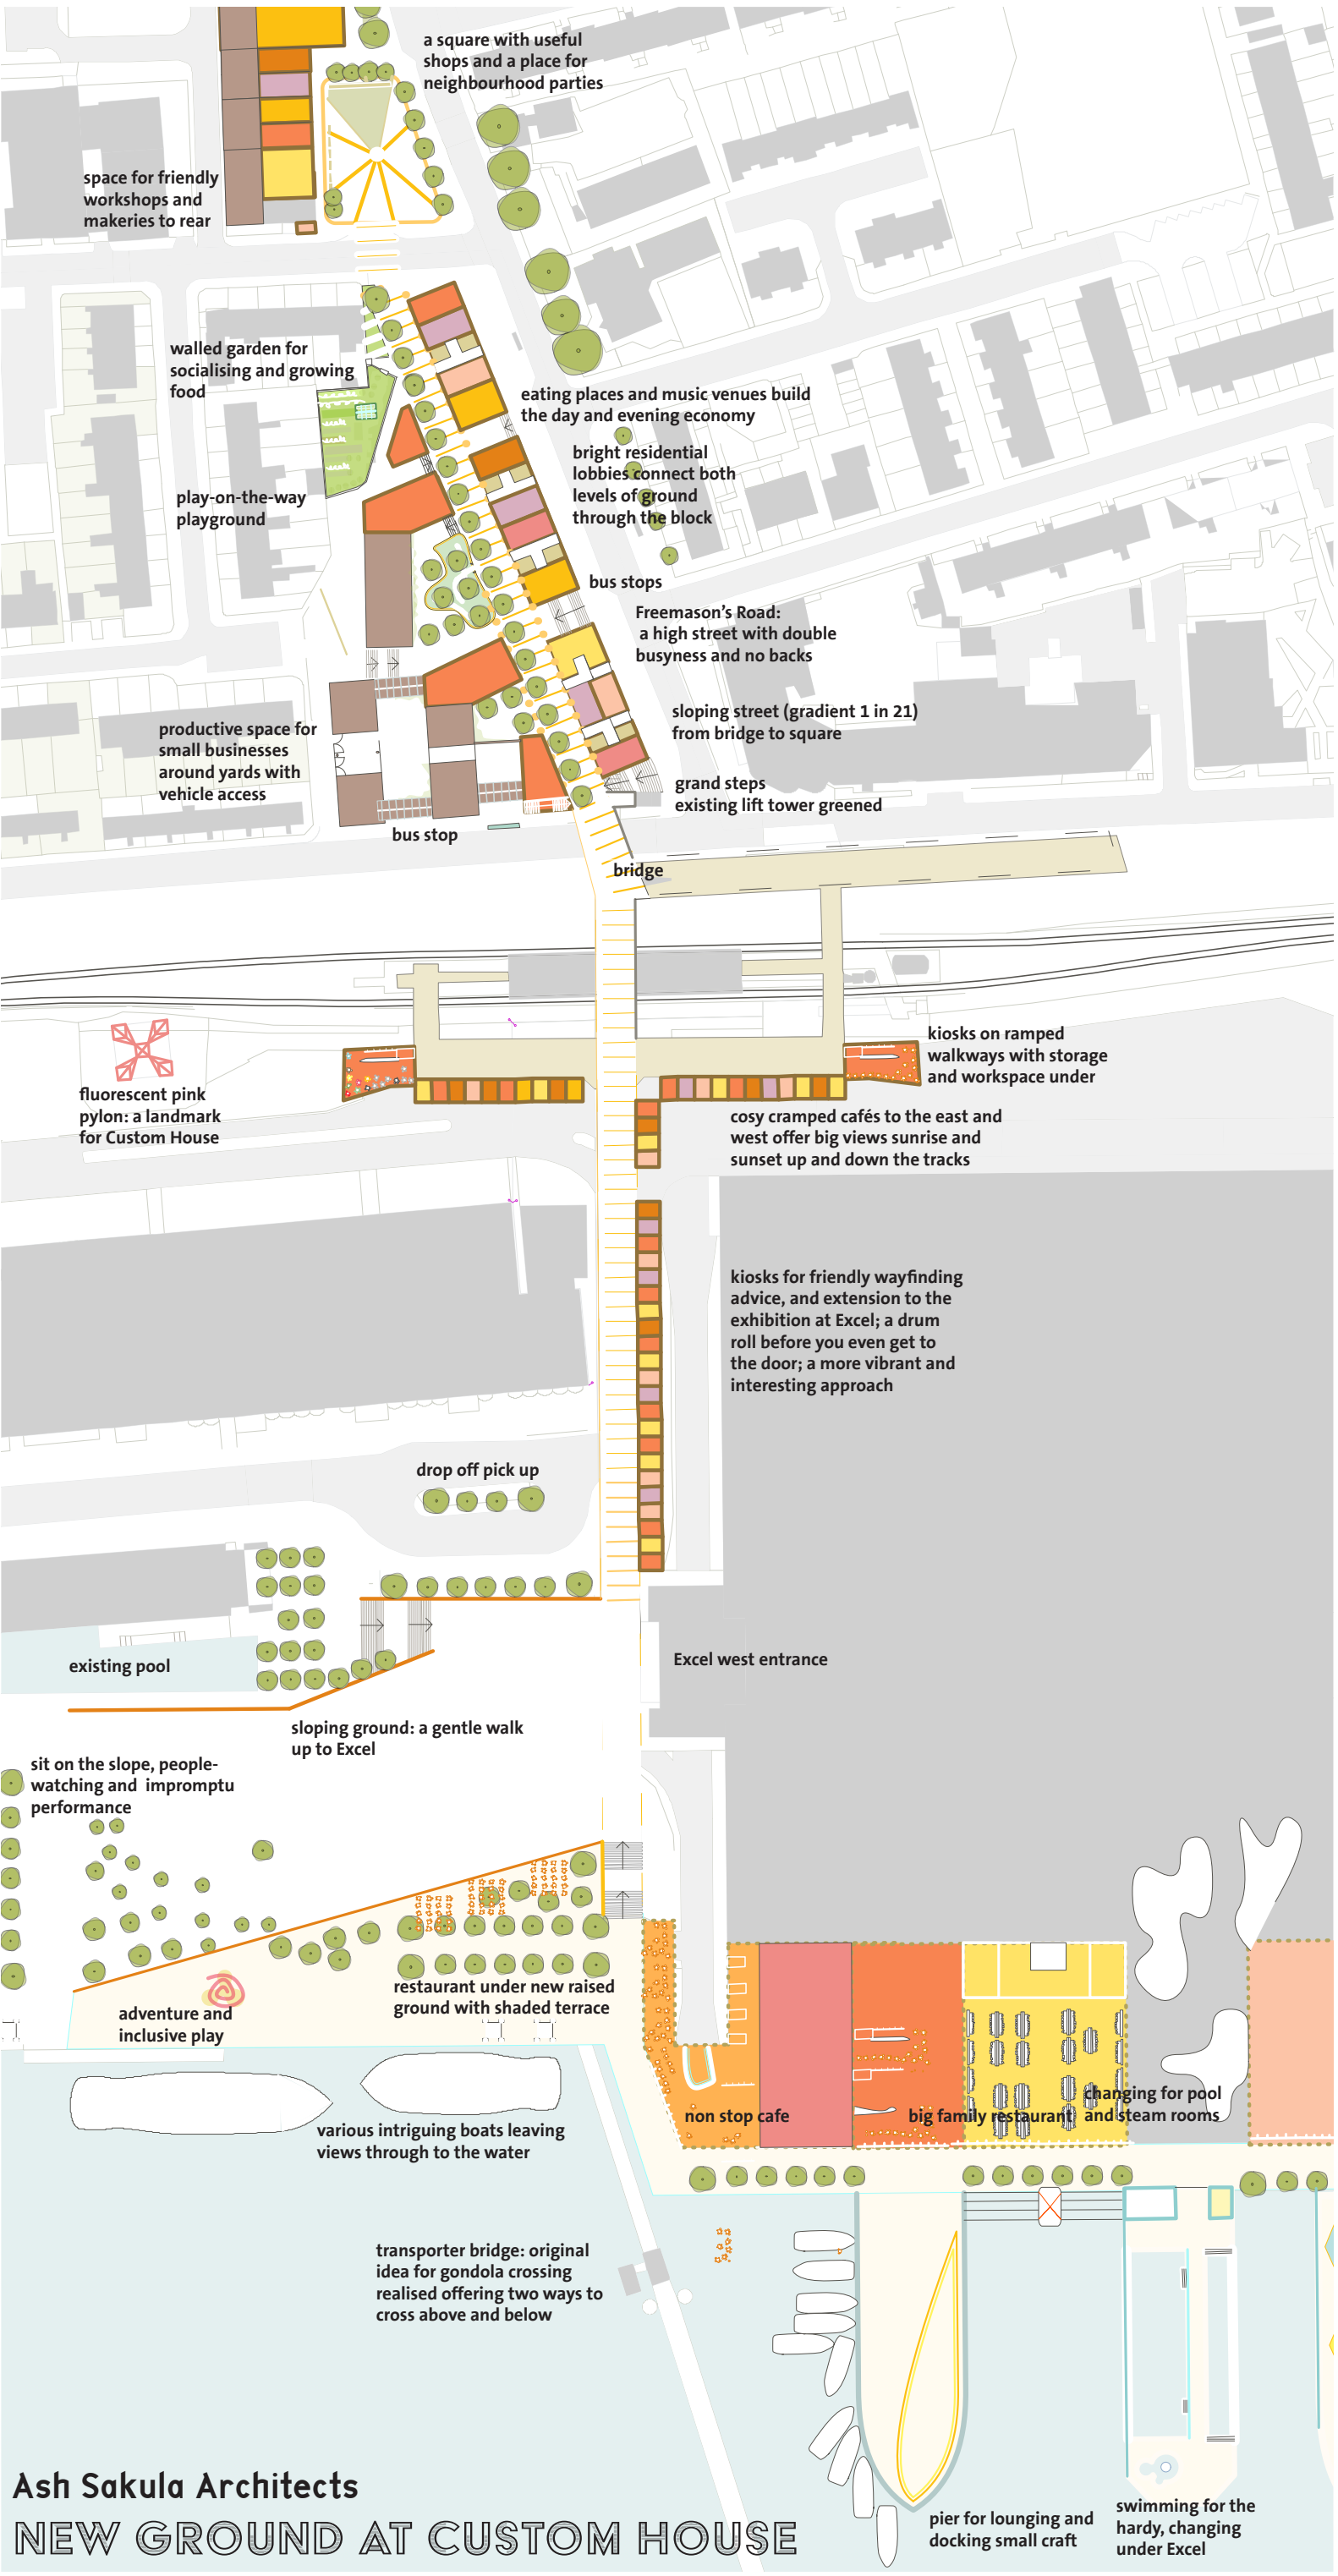 a square with useful
shops and a place for
neighbourhood parties
space for friendly
workshops and
makeries to rear
walled garden for
socialising and growing
food
eating places and music venues build
the day and evening economy
bright residential
lobbies connect both
levels of ground
through the block
play-on-the-way
playground
bus stops
Freemason's Road:
a high street with double
busyness and no backs
sloping street (gradient 1 in 21)
from bridge to square
productive space for
small businesses
around yards with
vehicle access
grand steps
existing lift tower greened
bus stop
bridge
kiosks on ramped
walkways with storage
and workspace under
fluorescent pink
pylon: a landmark
for Custom House
cosy cramped cafés to the east and
west offer big views sunrise and
sunset up and down the tracks
kiosks for friendly wayfinding
advice, and extension to the
exhibition at Excel; a drum
roll before you even get to
the door; a more vibrant and
interesting approach
drop off pick up
existing pool
Excel west entrance
sloping ground: a gentle walk
up to Excel
sit on the slope, people-
watching and impromptu
performance
restaurant under new raised
ground with shaded terrace
adventure and
inclusive play
non stop cafe
big family restaurant
changing for pool
and steam rooms
various intriguing boats leaving
views through to the water
transporter bridge: original
idea for gondola crossing
realised offering two ways to
cross above and below
pier for lounging and
docking small craft
swimming for the
hardy, changing
under Excel
Ash Sakula Architects
NEW GROUND AT CUSTOM HOUSE